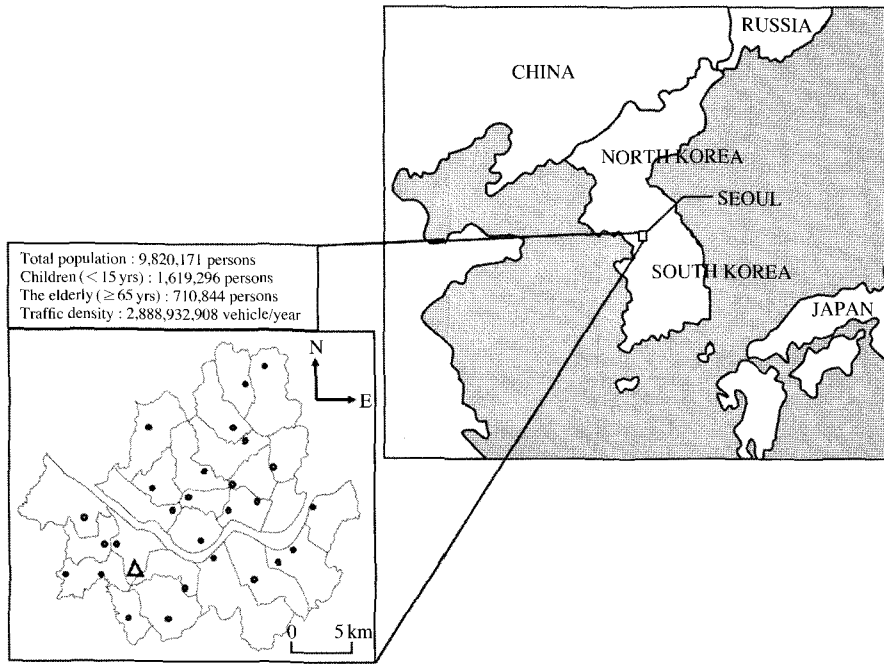 RUSSIA
CHINA
NORTH KOREA
SEOUL
SOUTH KOREA
JAPAN
Total population : 9,820,171 persons
Children (< 15 yrs) : 1,619,296 persons
The elderly (≥ 65 yrs) : 710,844 persons
Traffic density : 2,888,932,908 vehicle/year
N
E
0 5 km